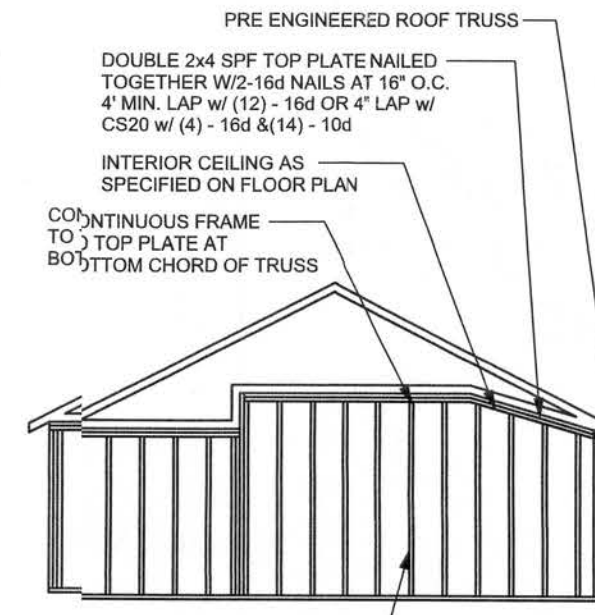 PRE ENGINEERED ROOF TRUSS
DOUBLE 2x4 SPF TOP PLATE NAILED
TOGETHER W/2-16d NAILS AT 16" O.C.
4' MIN. LAP w/ (12) - 16d OR 4" LAP w/
CS20 w/ (4) - 16d &(14) - 10d
INTERIOR CEILING AS
SPECIFIED ON FLOOR PLAN
CONTINUOUS FRAME
TO TOP PLATE AT
BOTTOM CHORD OF TRUSS